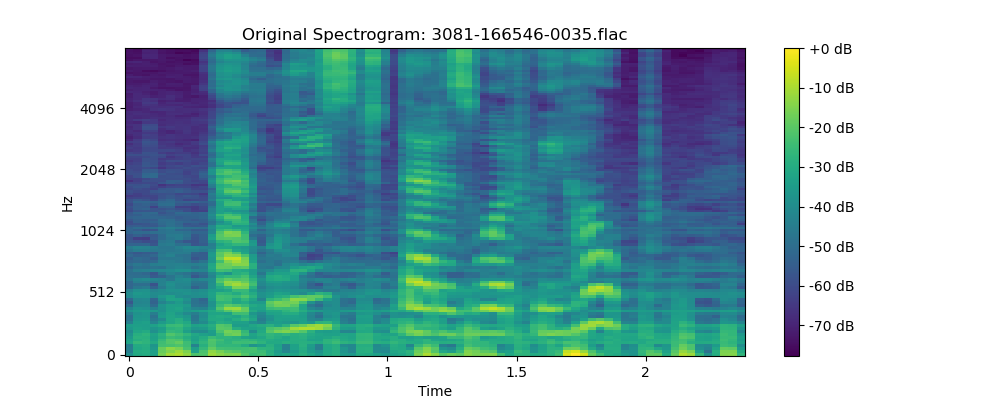 Original Spectrogram: 3081-166546-0035.flac
Hz
4096
2048
1024
512
0
0
0.5
1
1.5
2
Time
+0 dB
-10 dB
-20 dB
-30 dB
-40 dB
-50 dB
-60 dB
-70 dB